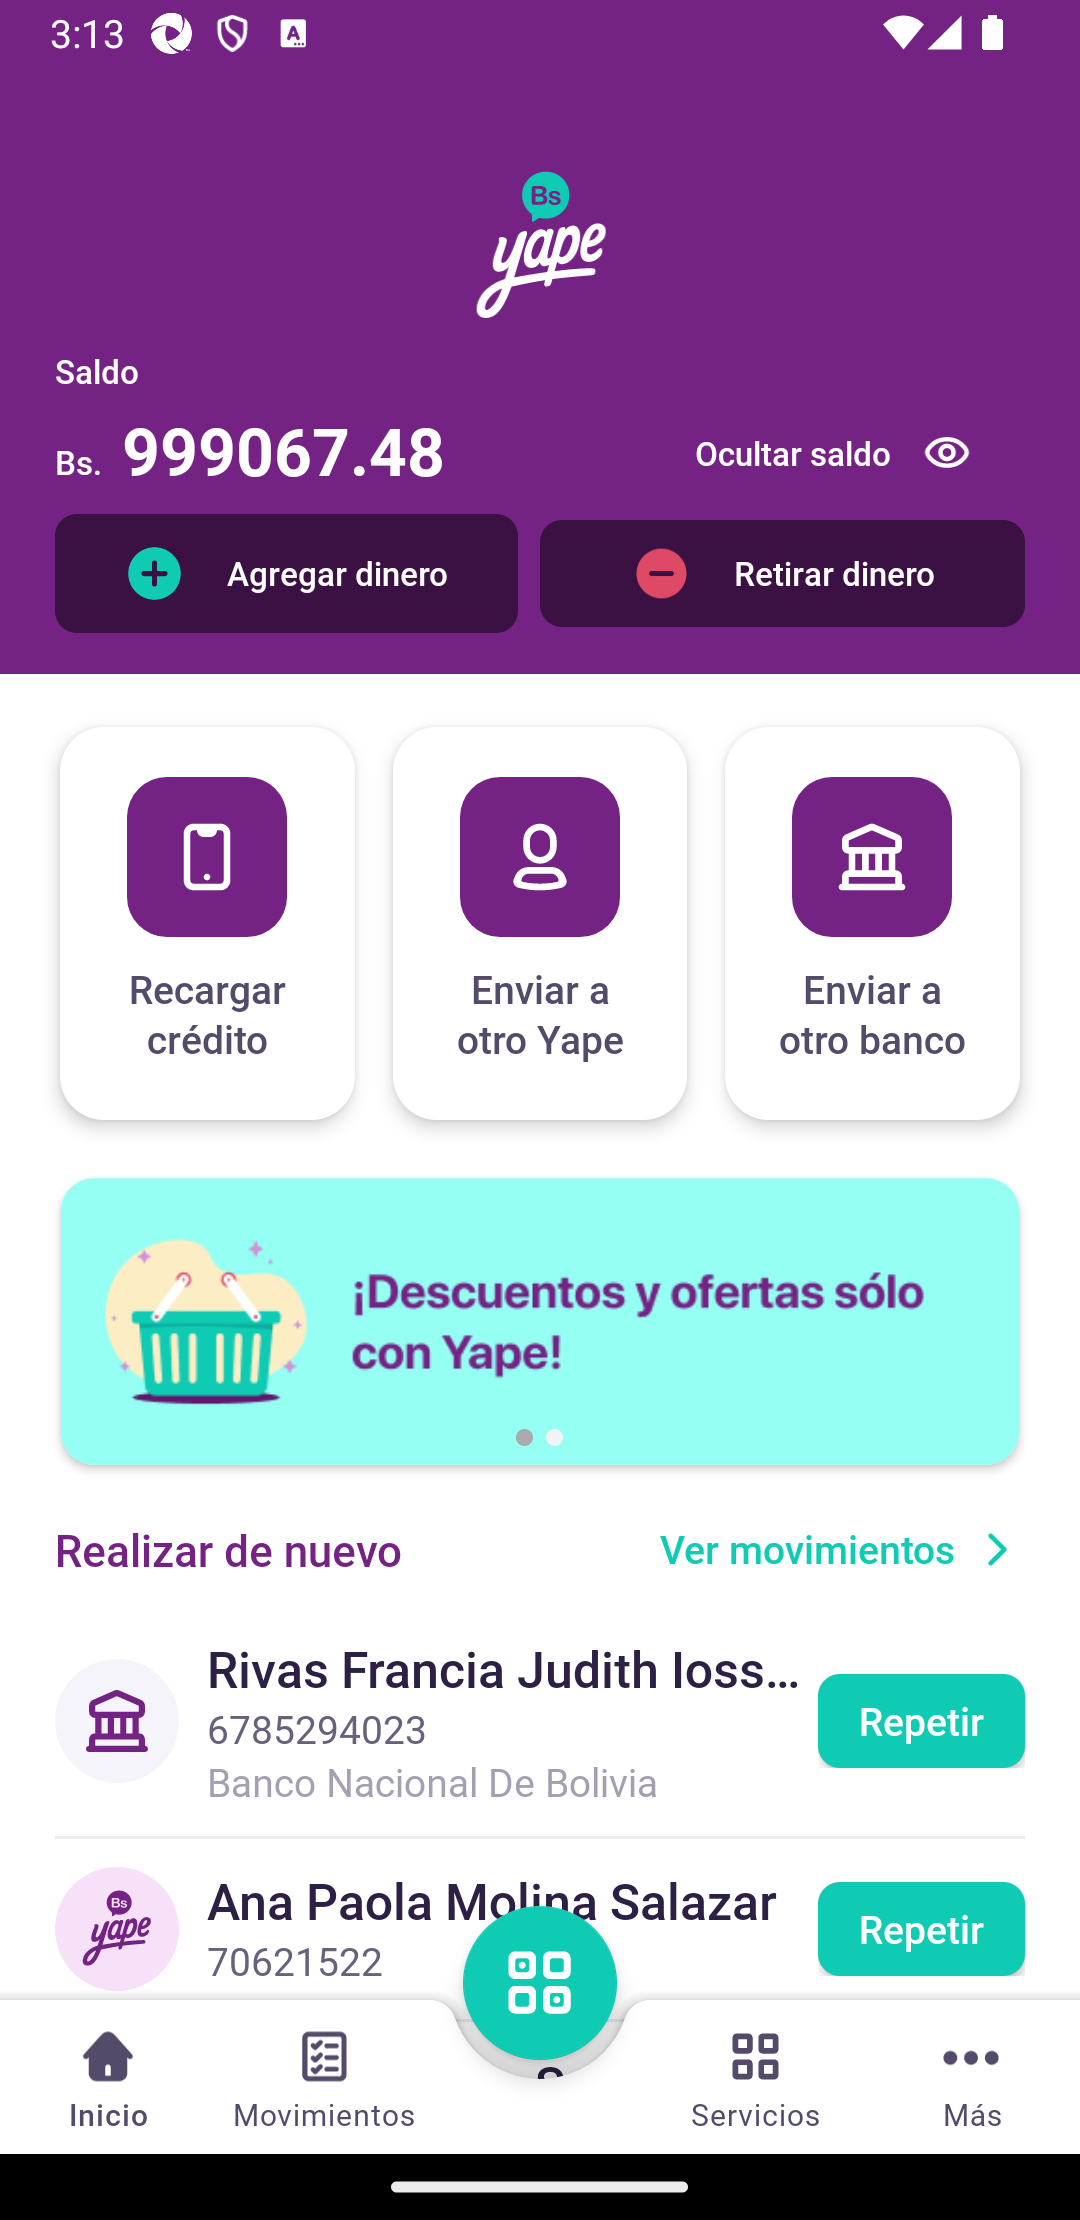 3:13
A
Bs
yape
Saldo
Bs. 999067.48
Ocultar saldo
Agregar dinero
Retirar dinero
Recargar
crédito
Enviar a
otro Yape
Enviar a
otro banco
¡Descuentos y ofertas sólo
con Yape!
Realizar de nuevo
Ver movimientos
Rivas Francia Judith Ioss...
6785294023
Banco Nacional De Bolivia
Repetir
Bs
yape
Ana Paola Molina Salazar
70621522
Repetir
Inicio
Movimientos
Servicios
Más